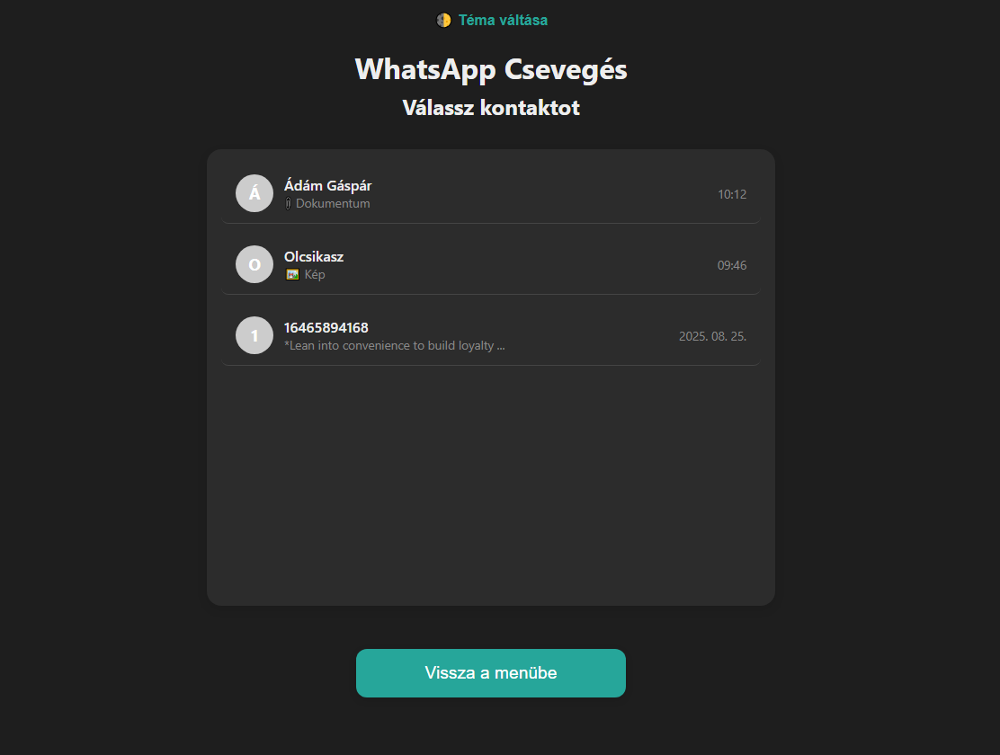 Téma váltása
WhatsApp Csevegés
Válassz kontaktot
Á
Ádám Gáspár
Dokumentum
10:12
O
Olcsikasz
Kép
09:46
1
16465894168
*Lean into convenience to build loyalty ...
2025. 08. 25.
Vissza a menübe